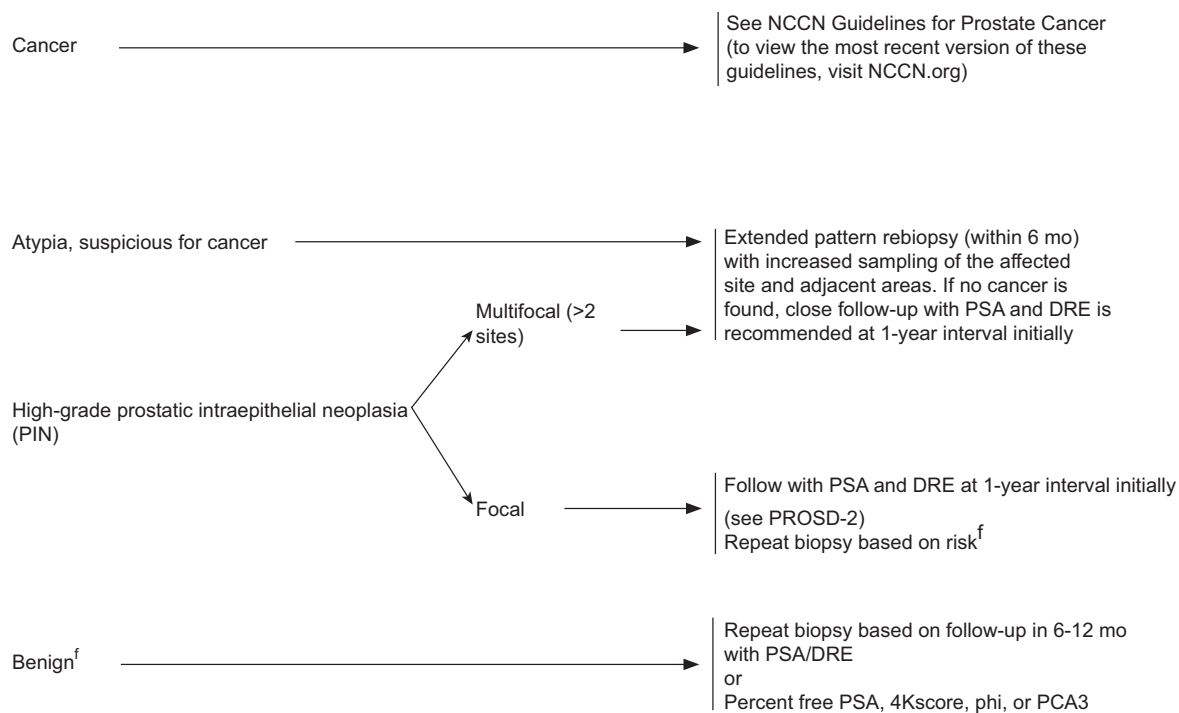 Cancer
See NCCN Guidelines for Prostate Cancer
(to view the most recent version of these
guidelines, visit NCCN.org)
Atypia, suspicious for cancer
Extended pattern rebiopsy (within 6 mo)
with increased sampling of the affected
site and adjacent areas. If no cancer is
found, close follow-up with PSA and DRE is
recommended at 1-year interval initially
Multifocal (>2
sites)
High-grade prostatic intraepithelial neoplasia
(PIN)
Focal
Follow with PSA and DRE at 1-year interval initially
(see PROSD-2)
Repeat biopsy based on risk^f
Benign^f
Repeat biopsy based on follow-up in 6-12 mo
with PSA/DRE
or
Percent free PSA, 4Kscore, phi, or PCA3